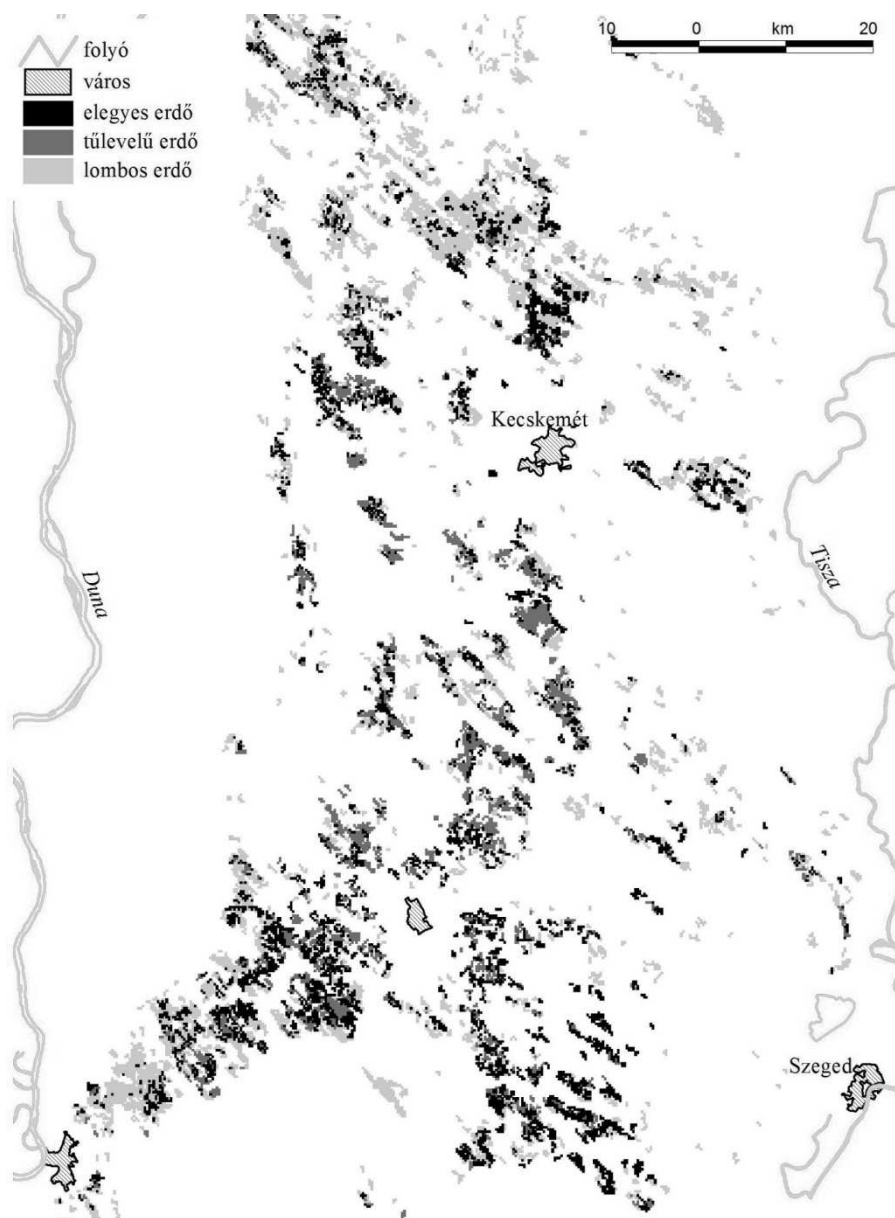 folyó
város
elegyes erdő
tűlevelű erdő
lombos erdő
10 0 km 20
Kecskemét
Duna
Tisza
Szeged